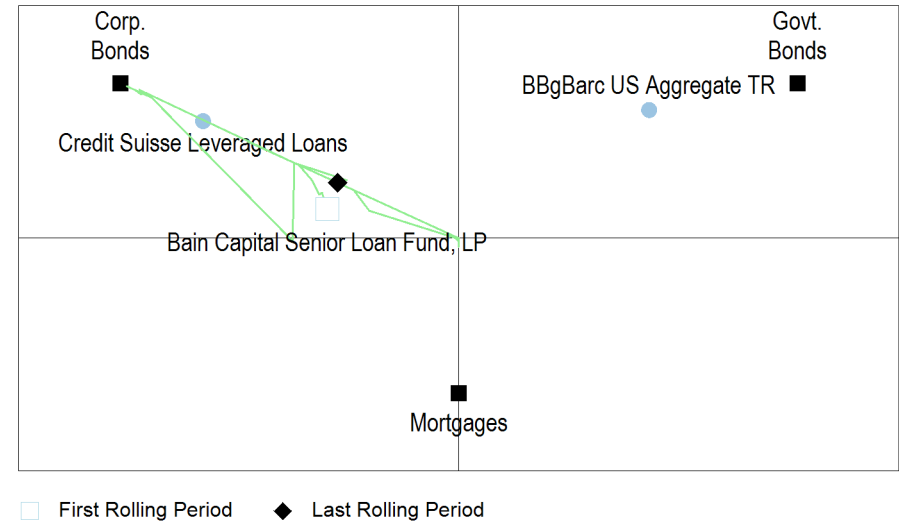 Corp.
Bonds
Govt.
Bonds
BBgBarc US Aggregate TR
Credit Suisse Leveraged Loans
Bain Capital Senior Loan Fund, LP
Mortgages
First Rolling Period
Last Rolling Period